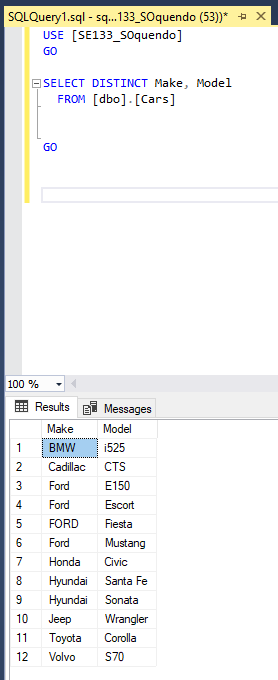 SQLQuery1.sql - sq...133_SOquendo (53))*
USE [SE133_SOquendo]
GO
SELECT DISTINCT Make, Model
FROM [dbo].[Cars]
GO
100 %
Results Messages
Make Model
1 BMW i525
2 Cadillac CTS
3 Ford E150
4 Ford Escort
5 FORD Fiesta
6 Ford Mustang
7 Honda Civic
8 Hyundai Santa Fe
9 Hyundai Sonata
10 Jeep Wrangler
11 Toyota Corolla
12 Volvo S70